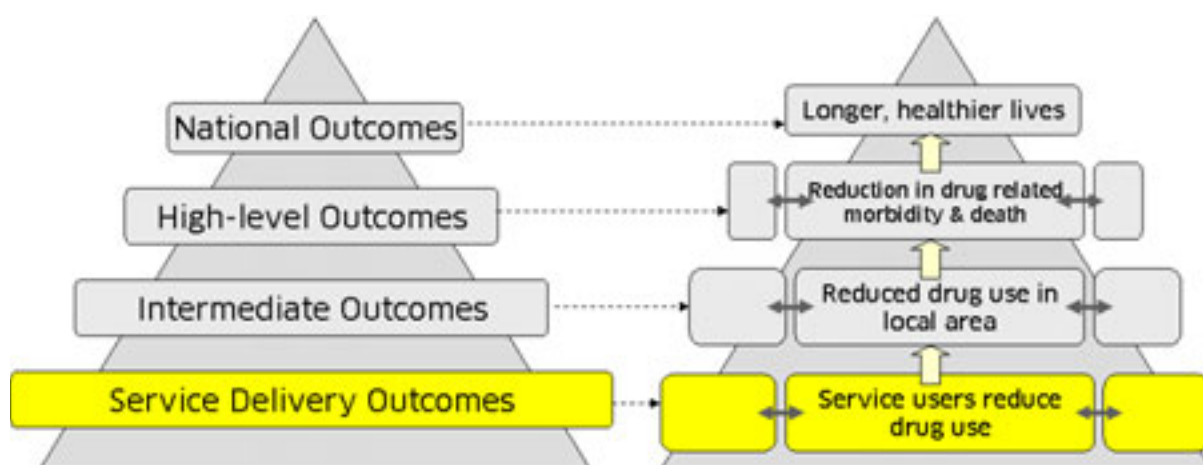 National Outcomes
Longer, healthier lives
High-level Outcomes
Reduction in drug related
morbidity & death
Intermediate Outcomes
Reduced drug use in
local area
Service Delivery Outcomes
Service users reduce
drug use